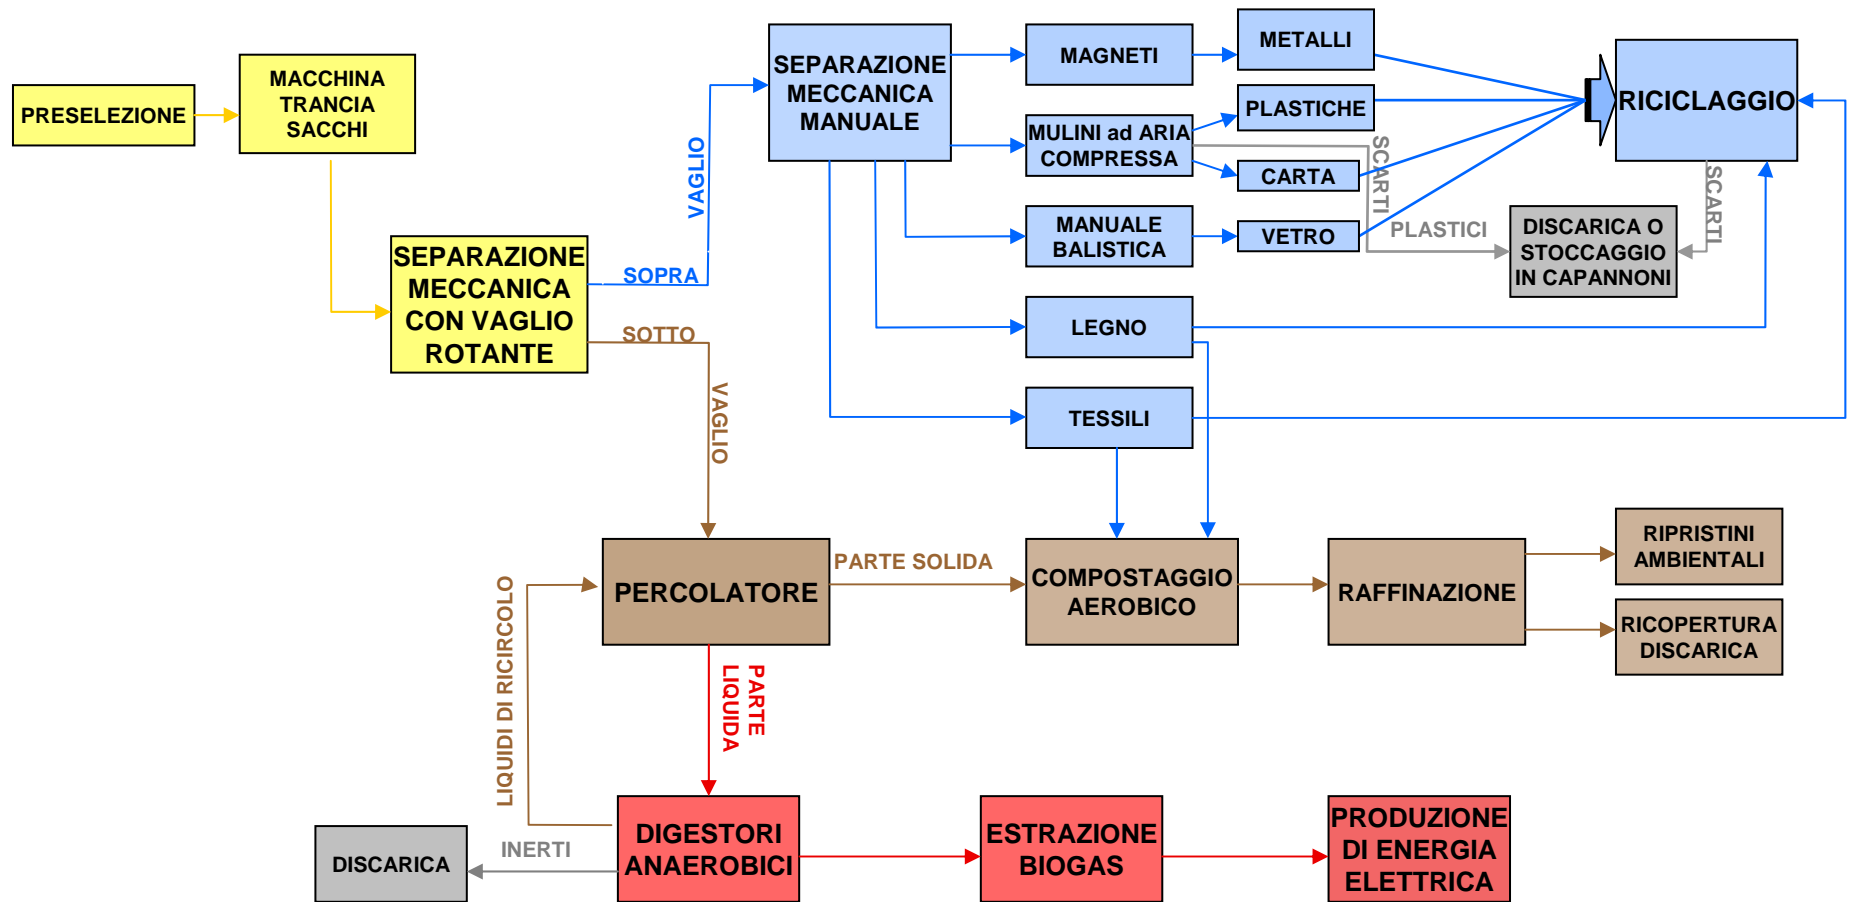 PRESELEZIONE
MACCHINA
TRANCIA
SACCHI
SEPARAZIONE
MECCANICA
CON VAGLIO
ROTANTE
SOPRA
VAGLIO
SOTTO
VAGLIO
SEPARAZIONE
MECCANICA
MANUALE
MAGNETI
METALLI
MULINI ad ARIA
COMPRESSA
PLASTICHE
CARTA
MANUALE
BALISTICA
VETRO
LEGNO
TESSILI
SCARTI
PLASTICI
RICICLAGGIO
SCARTI
DISCARICA O
STOCCAGGIO
IN CAPANNONI
PERCOLATORE
PARTE SOLIDA
COMPOSTAGGIO
AEROBICO
RAFFINAZIONE
RIPRISTINI
AMBIENTALI
RICOPERTURA
DISCARICA
LIQUIDI DI RICIRCOLO
PARTE
LIQUIDA
DISCARICA
INERTI
DIGESTORI
ANAEROBICI
ESTRAZIONE
BIOGAS
PRODUZIONE
DI ENERGIA
ELETTRICA